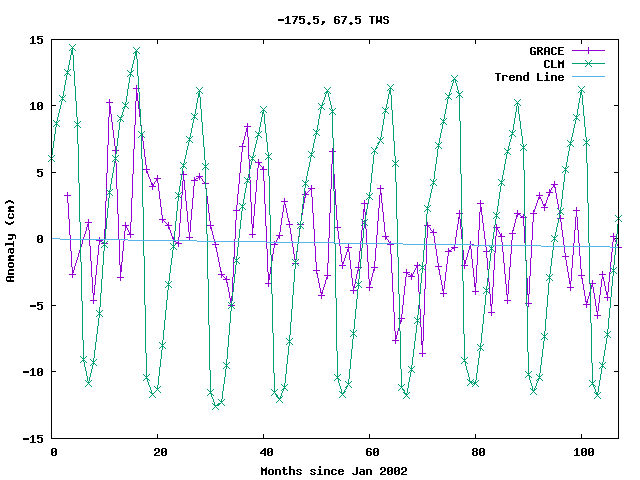 -175.5, 67.5 TWS
GRACE
CLM
Trend Line
15
10
5
0
-5
-10
-15
Anomaly (cm)
0 20 40 60 80 100
Months since Jan 2002